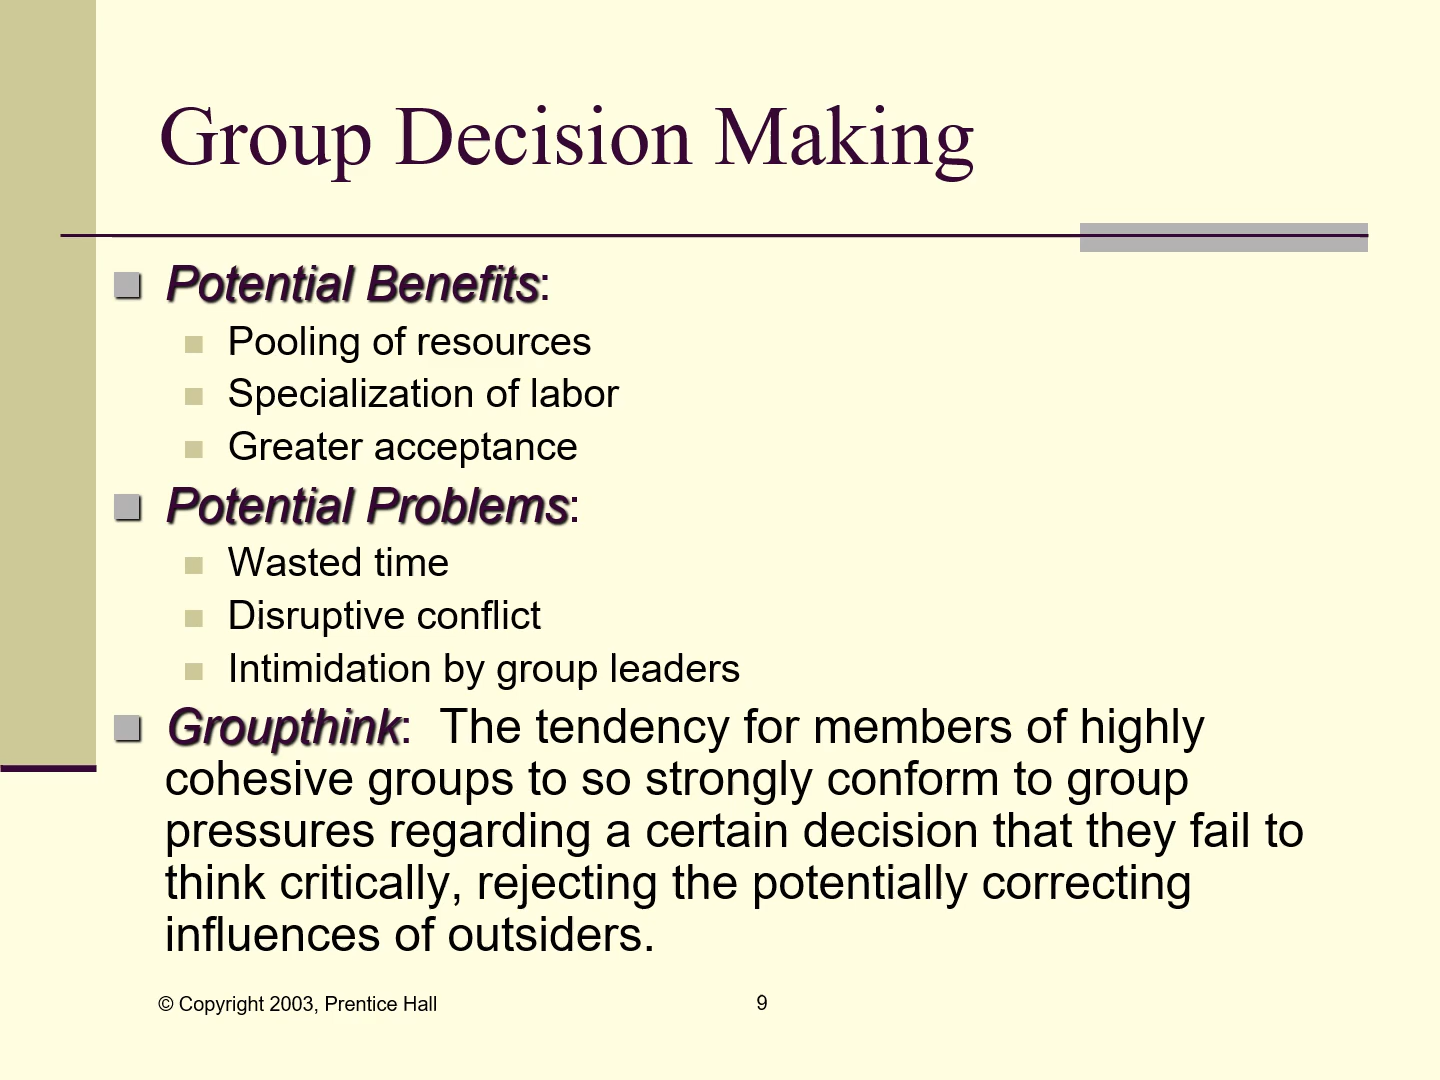 Group Decision Making
Potential Benefits:
Pooling of resources
Specialization of labor
Greater acceptance
Potential Problems:
Wasted time
Disruptive conflict
Intimidation by group leaders
Groupthink:  The tendency for members of highly
cohesive groups to so strongly conform to group
pressures regarding a certain decision that they fail to
think critically, rejecting the potentially correcting
influences of outsiders.
© Copyright 2003, Prentice Hall
9